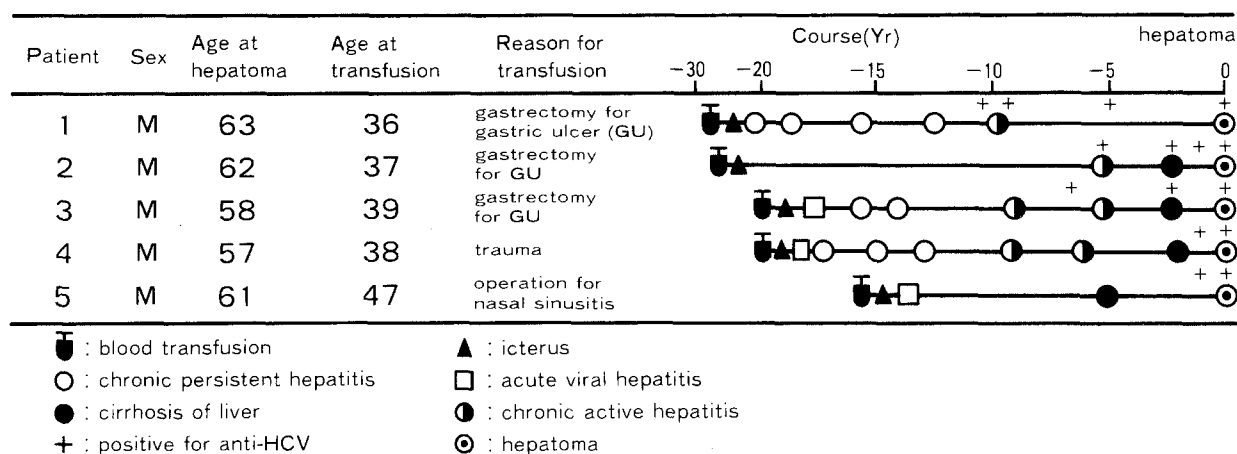 Patient Sex Age at hepatoma Age at transfusion Reason for transfusion Course(Yr) hepatoma
−30 −20 −15 −10 −5 0
+ + + +
1 M 63 36 gastrectomy for gastric ulcer (GU)
+ + + +
2 M 62 37 gastrectomy for GU
+ + +
3 M 58 39 gastrectomy for GU
+ +
4 M 57 38 trauma
+ +
5 M 61 47 operation for nasal sinusitis
: blood transfusion
: chronic persistent hepatitis
: cirrhosis of liver
+ : positive for anti-HCV
: icterus
: acute viral hepatitis
: chronic active hepatitis
: hepatoma